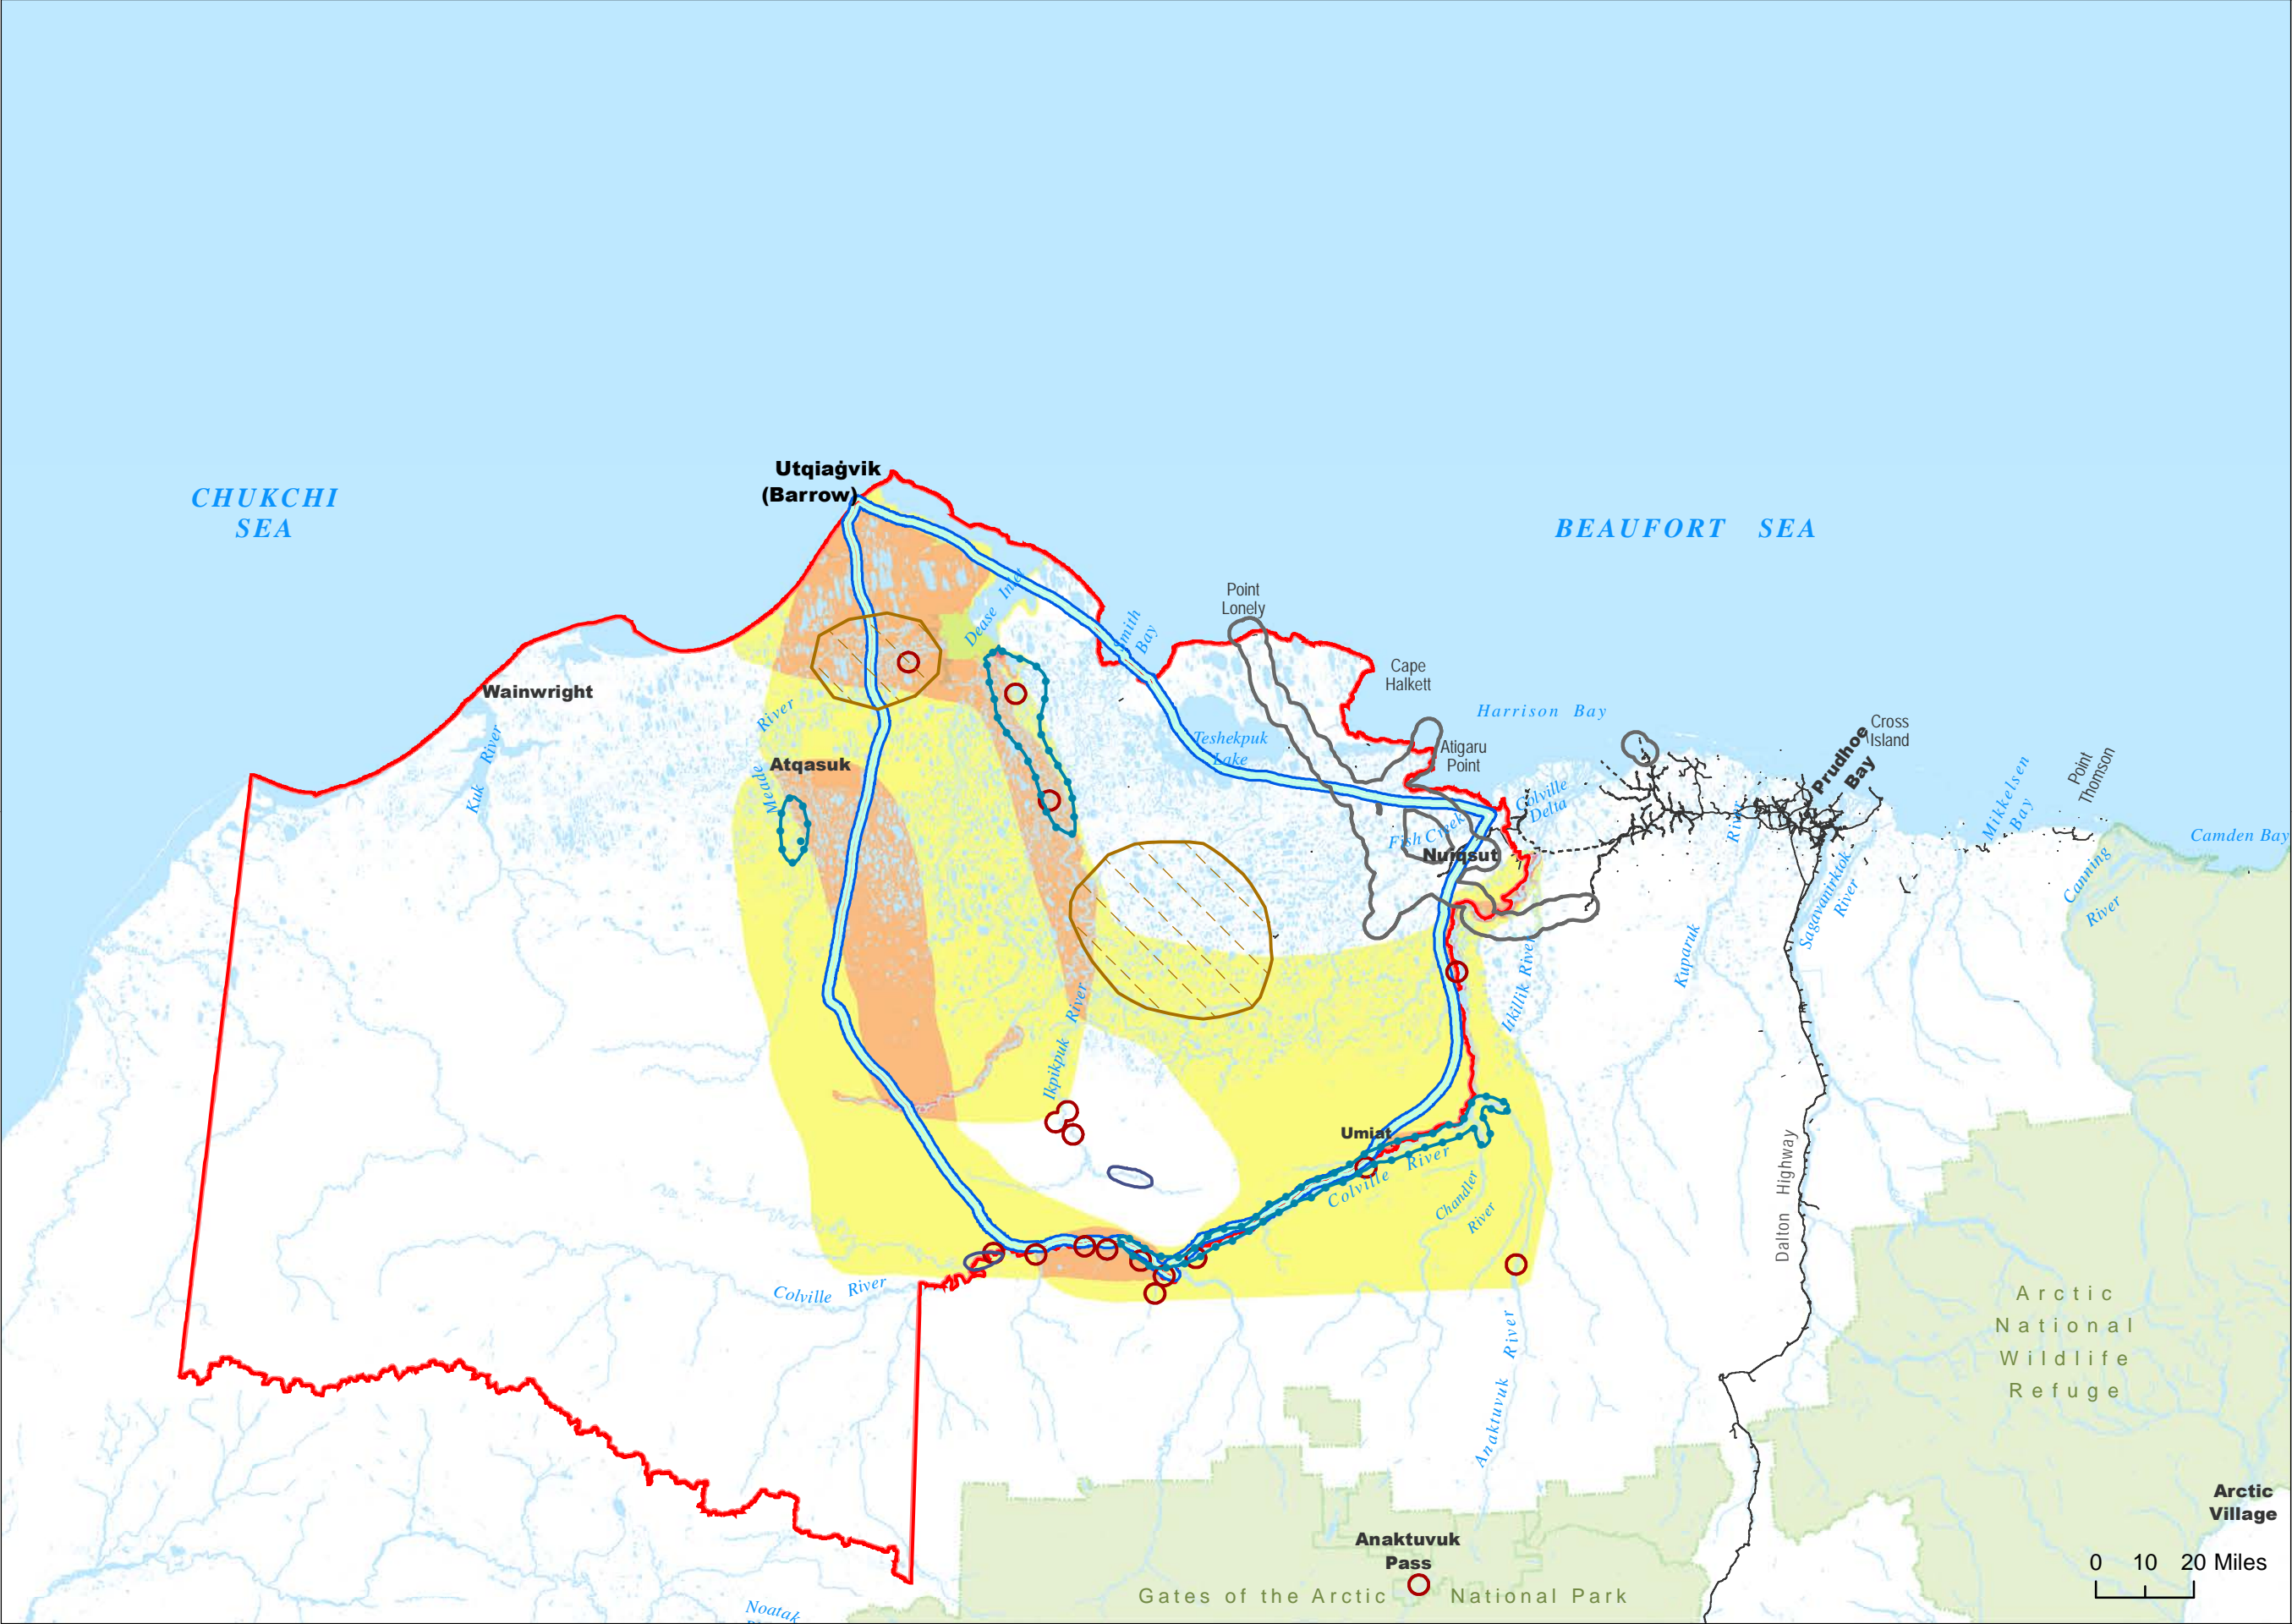 Utqiaġvik
(Barrow)
CHUKCHI
SEA
BEAUFORT SEA
Point
Lonely
Dease Inlet
Smith
Bay
Cape
Halkett
Wainwright
Kuk River
Meade River
Harrison Bay
Cross
Island
Teshekpuk
Lake
Atigaru
Point
Prudhoe
Bay
Atqasuk
Colville
Delta
Mikkelsen
Bay
Point
Thomson
Camden Bay
Fish Creek
Nuiqsut
River
Kuparuk
Sagavanirktok
River
Canning
River
Itkillik River
Ikpikpuk River
Umiat
Colville River
Chandler
River
Dalton Highway
Colville River
Anaktuvuk River
Arctic
National
Wildlife
Refuge
Arctic
Village
Anaktuvuk
Pass
Gates of the Arctic National Park
0 10 20 Miles
Noatak